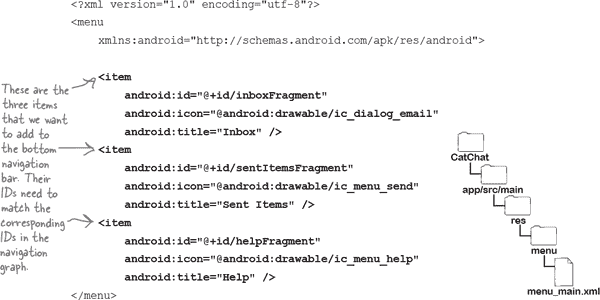 <?xml version="1.0" encoding="utf-8"?>
<menu
xmlns:android="http://schemas.android.com/apk/res/android">
<item
android:id="@+id/inboxFragment"
android:icon="@android:drawable/ic_dialog_email"
android:title="Inbox" />
<item
android:id="@+id/sentItemsFragment"
android:icon="@android:drawable/ic_menu_send"
android:title="Sent Items" />
<item
android:id="@+id/helpFragment"
android:icon="@android:drawable/ic_menu_help"
android:title="Help" />
</menu>
These are the
three items
that we want
to add to
the bottom
navigation
bar. Their
IDs need to
match the
corresponding
IDs in the
navigation
graph.
CatChat
app/src/main
res
menu
menu_main.xml